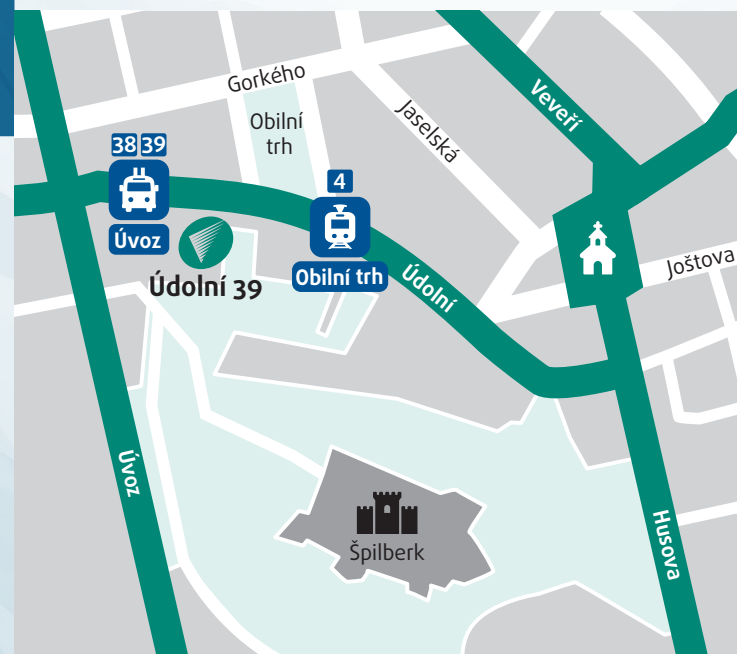 Gorkého
Obilní
trh
Jaselská
Veveří
38 39
Úvoz
4
Obilní trh
Údolní 39
Údolní
Joštova
Úvoz
Špilberk
Husova